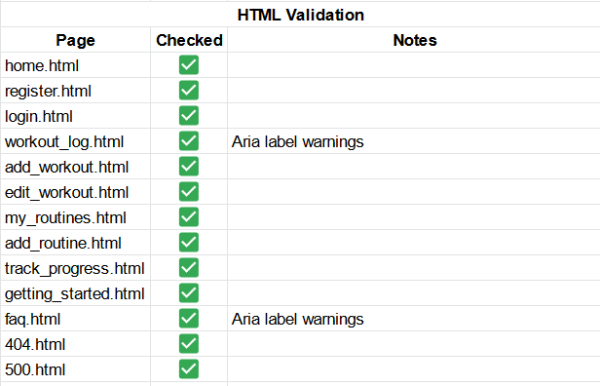 HTML Validation
Page Checked Notes
home.html ✅
register.html ✅
login.html ✅
workout_log.html ✅ Aria label warnings
add_workout.html ✅
edit_workout.html ✅
my_routines.html ✅
add_routine.html ✅
track_progress.html ✅
getting_started.html ✅
faq.html ✅ Aria label warnings
404.html ✅
500.html ✅